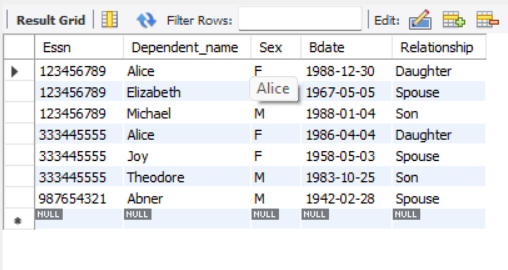 Result Grid Filter Rows: Edit:
Essn Dependent_name Sex Bdate Relationship
123456789 Alice F 1988-12-30 Daughter
123456789 Elizabeth 1967-05-05 Spouse
Alice
123456789 Michael M 1988-01-04 Son
333445555 Alice F 1986-04-04 Daughter
333445555 Joy F 1958-05-03 Spouse
333445555 Theodore M 1983-10-25 Son
987654321 Abner M 1942-02-28 Spouse
NULL NULL NULL NULL NULL